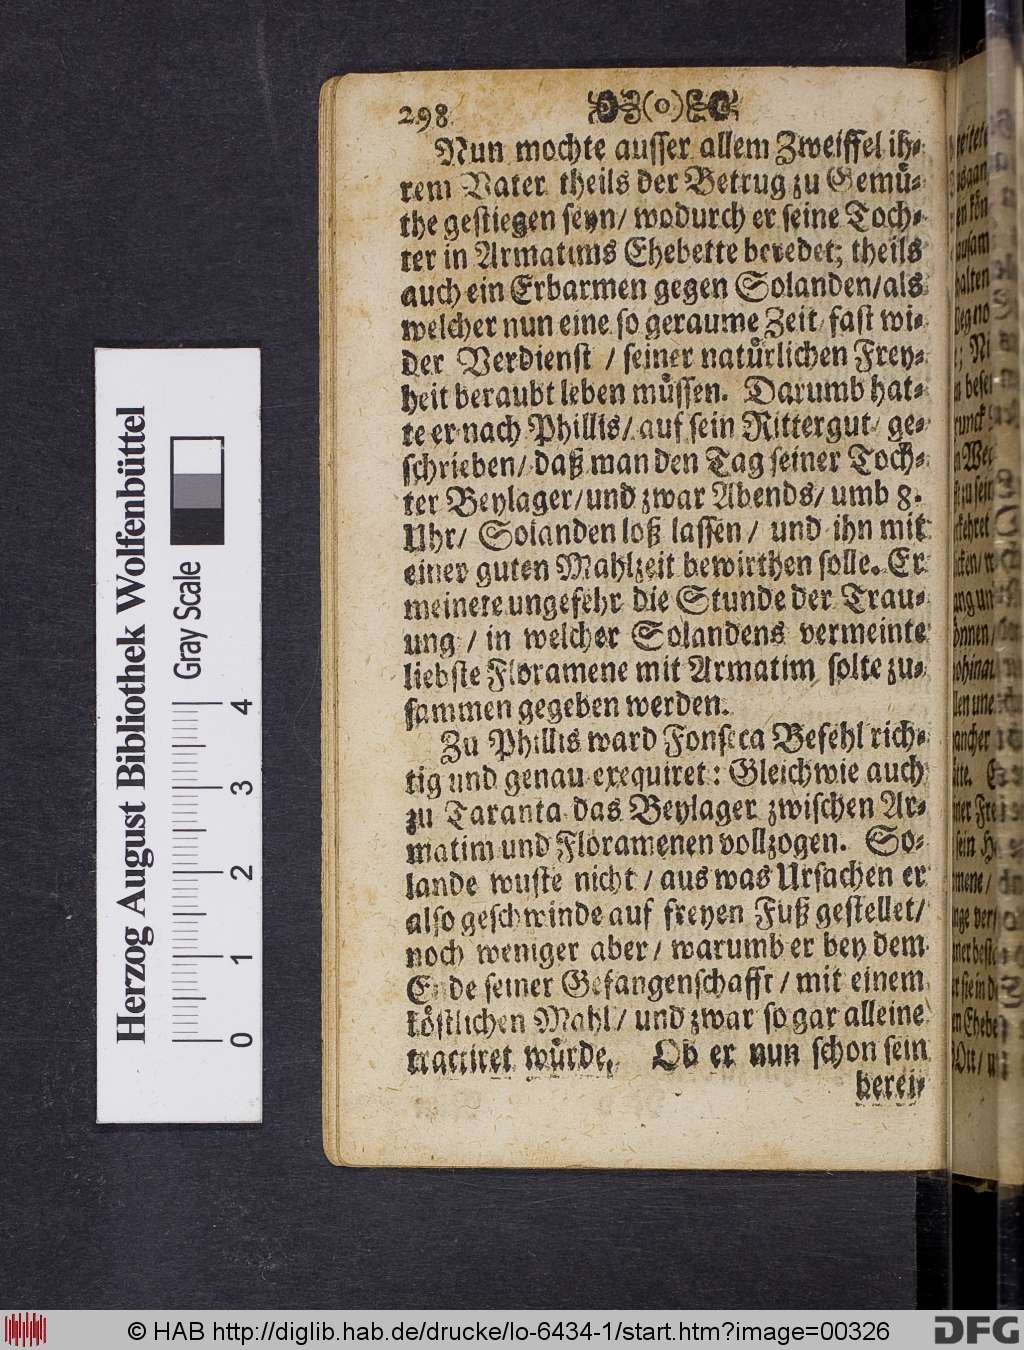 298 (o)
Nun mochte ausser allem Zweiffel ih-
rem Vater theils der Betrug zu Gemü-
the gestiegen seyn/ wodurch er seine Toch-
ter in Armatims Ehebette beredet; theils
auch ein Erbarmen gegen Solanden/als
welcher nun eine so geraume Zeit/ fast wi-
der Verdienst / seiner natürlichen Frey-
heit beraubt leben müssen. Darumb hat-
te er nach Phillis/ auf sein Rittergut/ ge-
schrieben/ daß man den Tag seiner Toch-
ter Beylager/und zwar Abends/ umb 8.
Uhr/ Solanden loß lassen / und ihn mit
einer guten Mahlzeit bewirthen solle. Er
meinete ungefehr die Stunde der Trau-
ung / in welcher Solandens vermeinte
liebste Floramene mit Armatim solte zu-
sammen gegeben werden.
Zu Phillis ward Fonseca Befehl rich-
tig und genau exequiret: Gleichwie auch
zu Taranta das Beylager zwischen Ar-
matim und Floramenen vollzogen. So-
lande wuste nicht / aus was Ursachen er
also geschwinde auf freyen Fuß gestellet/
noch weniger aber/ warumb er bey dem
Ende seiner Gefangenschafft / mit einem
köstlichen Mahl/ und zwar so gar alleine
tractiret würde. Ob er nun schon sein
berei-
Herzog August Bibliothek Wolfenbüttel
Gray Scale
0 1 2 3 4
© HAB http://diglib.hab.de/drucke/lo-6434-1/start.htm?image=00326
DFG